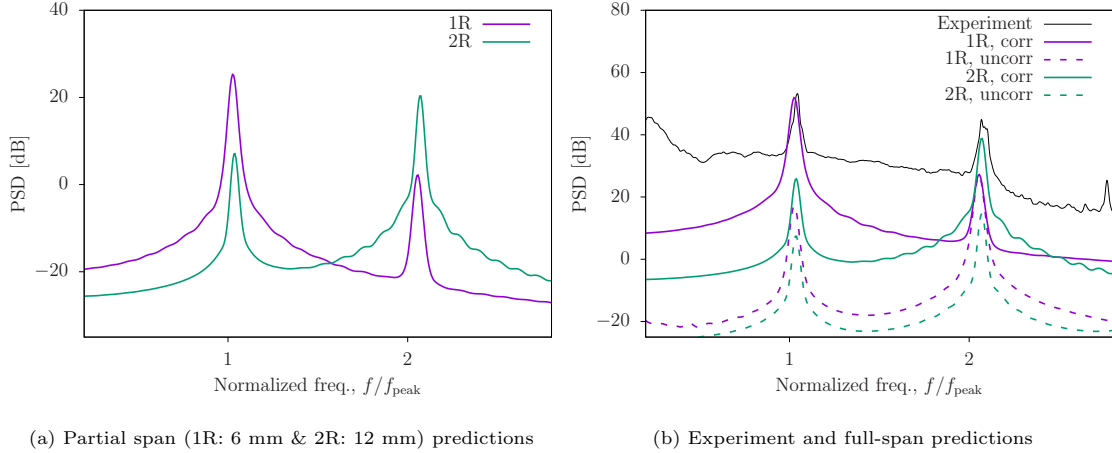 40
20
0
−20
PSD [dB]
1R
2R
1
2
Normalized freq., f/f_peak
(a) Partial span (1R: 6 mm & 2R: 12 mm) predictions
80
60
40
20
0
−20
PSD [dB]
Experiment
1R, corr
1R, uncorr
2R, corr
2R, uncorr
1
2
Normalized freq., f/f_peak
(b) Experiment and full-span predictions